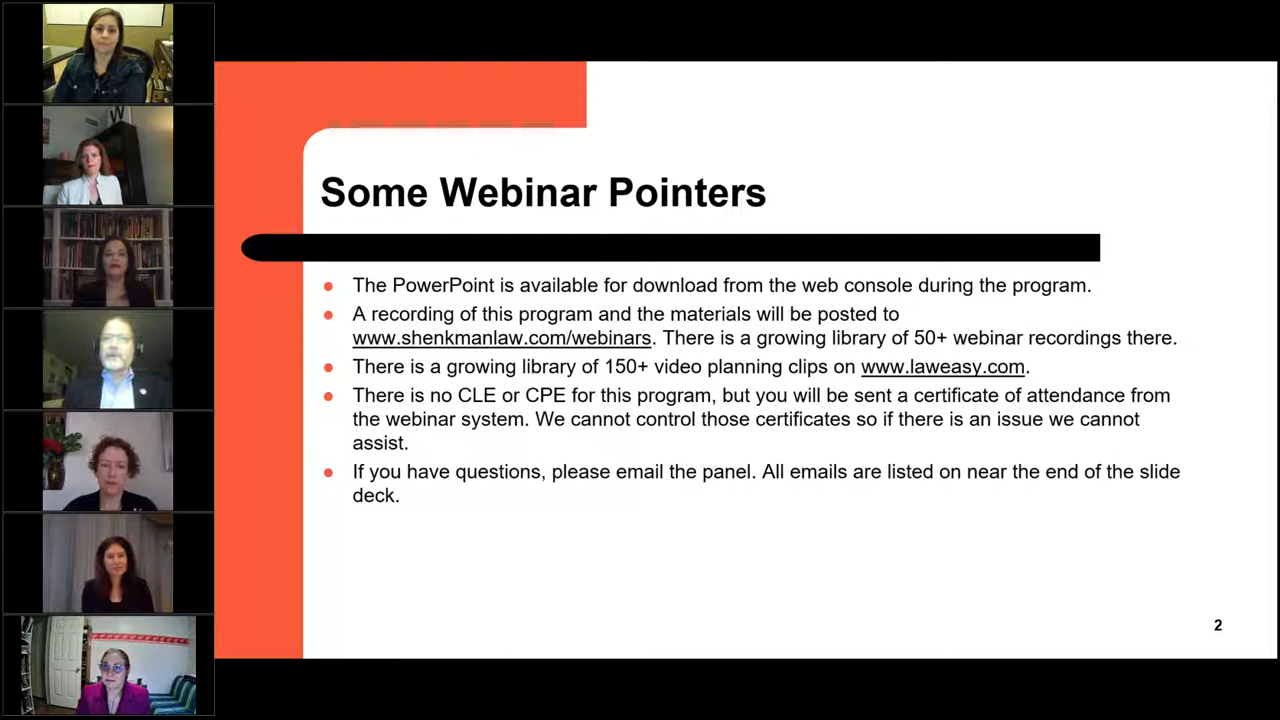 Some Webinar Pointers
The PowerPoint is available for download from the web console during the program.
A recording of this program and the materials will be posted to
www.shenkmanlaw.com/webinars. There is a growing library of 50+ webinar recordings there.
There is a growing library of 150+ video planning clips on www.laweasy.com.
There is no CLE or CPE for this program, but you will be sent a certificate of attendance from
the webinar system. We cannot control those certificates so if there is an issue we cannot
assist.
If you have questions, please email the panel. All emails are listed on near the end of the slide
deck.
2